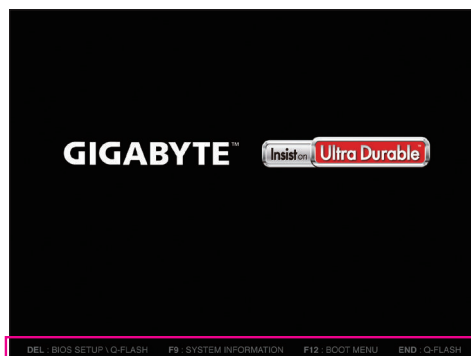 GIGABYTE™ Insist on Ultra Durable™
DEL : BIOS SETUP \ Q-FLASH F9 : SYSTEM INFORMATION F12 : BOOT MENU END : Q-FLASH